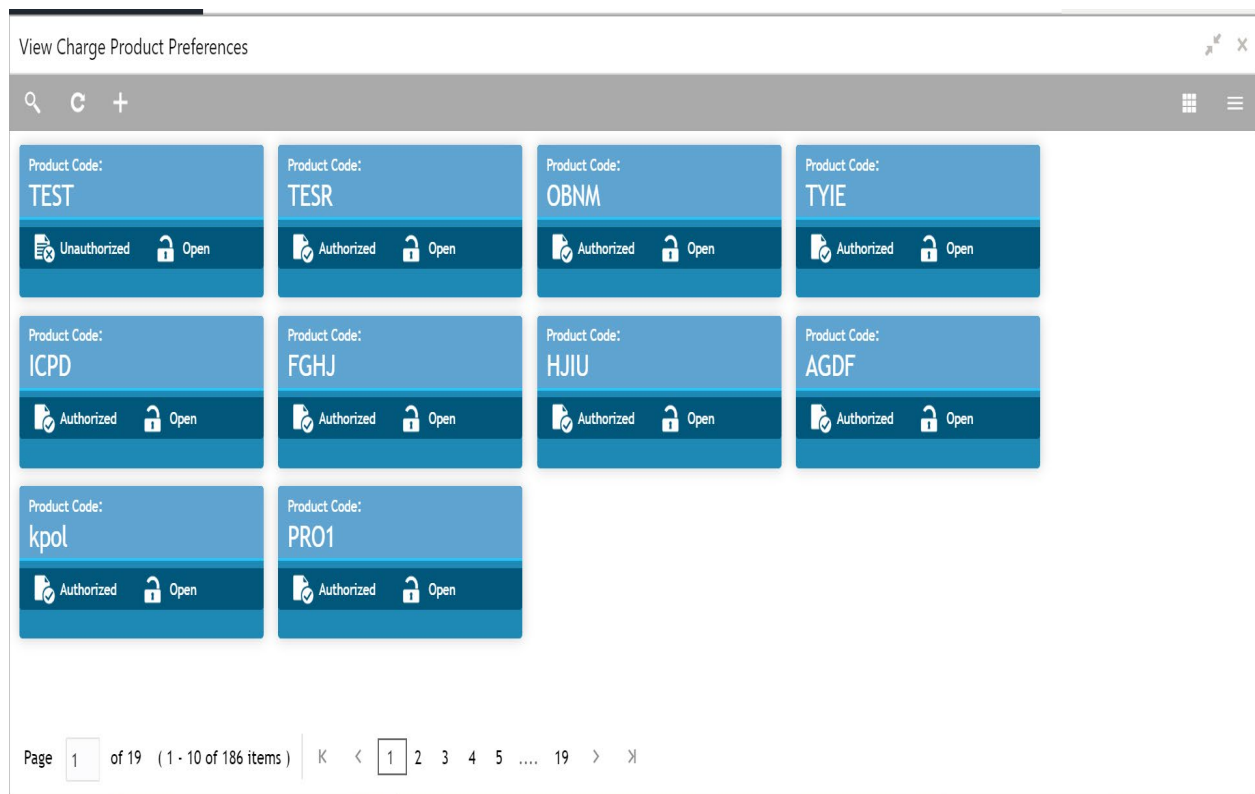 View Charge Product Preferences
Product Code: Product Code: Product Code: Product Code:
TEST TESR OBNM TYIE
Unauthorized Open Authorized Open Authorized Open Authorized Open
Product Code: Product Code: Product Code: Product Code:
ICPD FGHJ HJIU AGDF
Authorized Open Authorized Open Authorized Open Authorized Open
Product Code: Product Code:
kpol PRO1
Authorized Open Authorized Open
Page 1 of 19 ( 1 - 10 of 186 items ) 1 2 3 4 5 .... 19